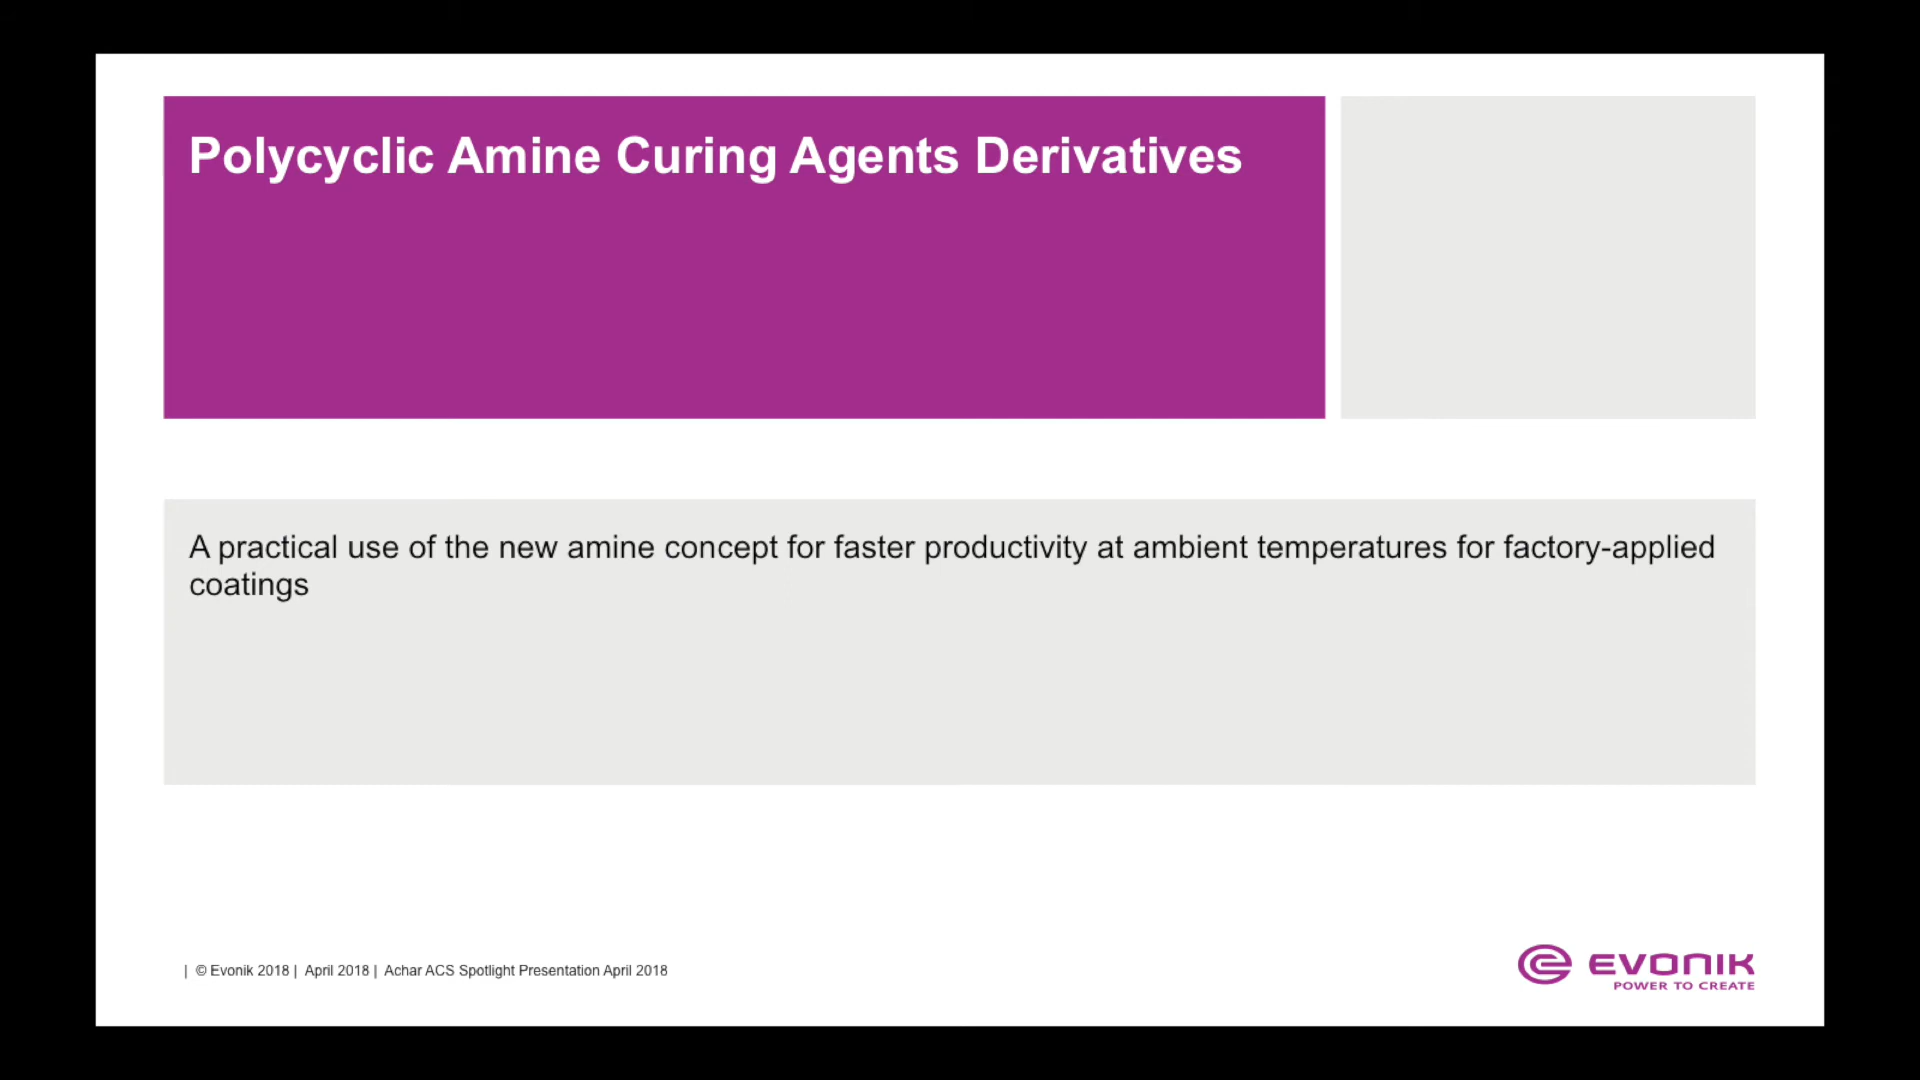 Polycyclic Amine Curing Agents Derivatives
A practical use of the new amine concept for faster productivity at ambient temperatures for factory-applied
coatings
| © Evonik 2018 | April 2018 | Achar ACS Spotlight Presentation April 2018
EVONIK
POWER TO CREATE